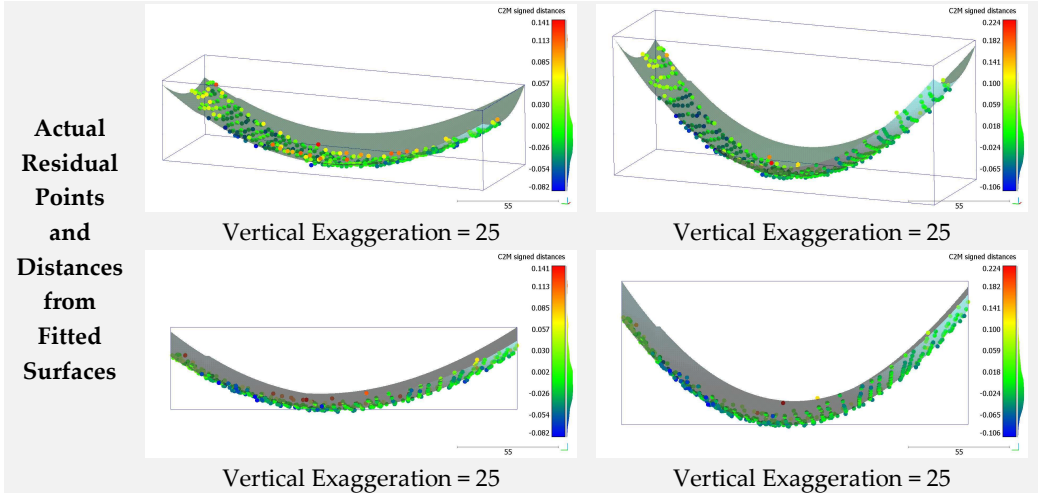 Actual
Residual
Points
and
Distances
from
Fitted
Surfaces
C2M signed distances
0.141
0.113
0.085
0.057
0.030
0.002
-0.026
-0.054
-0.082
55
Vertical Exaggeration = 25
C2M signed distances
0.224
0.182
0.141
0.100
0.059
0.018
-0.024
-0.065
-0.106
55
Vertical Exaggeration = 25
C2M signed distances
0.141
0.113
0.085
0.057
0.030
0.002
-0.026
-0.054
-0.082
55
Vertical Exaggeration = 25
C2M signed distances
0.224
0.182
0.141
0.100
0.059
0.018
-0.024
-0.065
-0.106
55
Vertical Exaggeration = 25